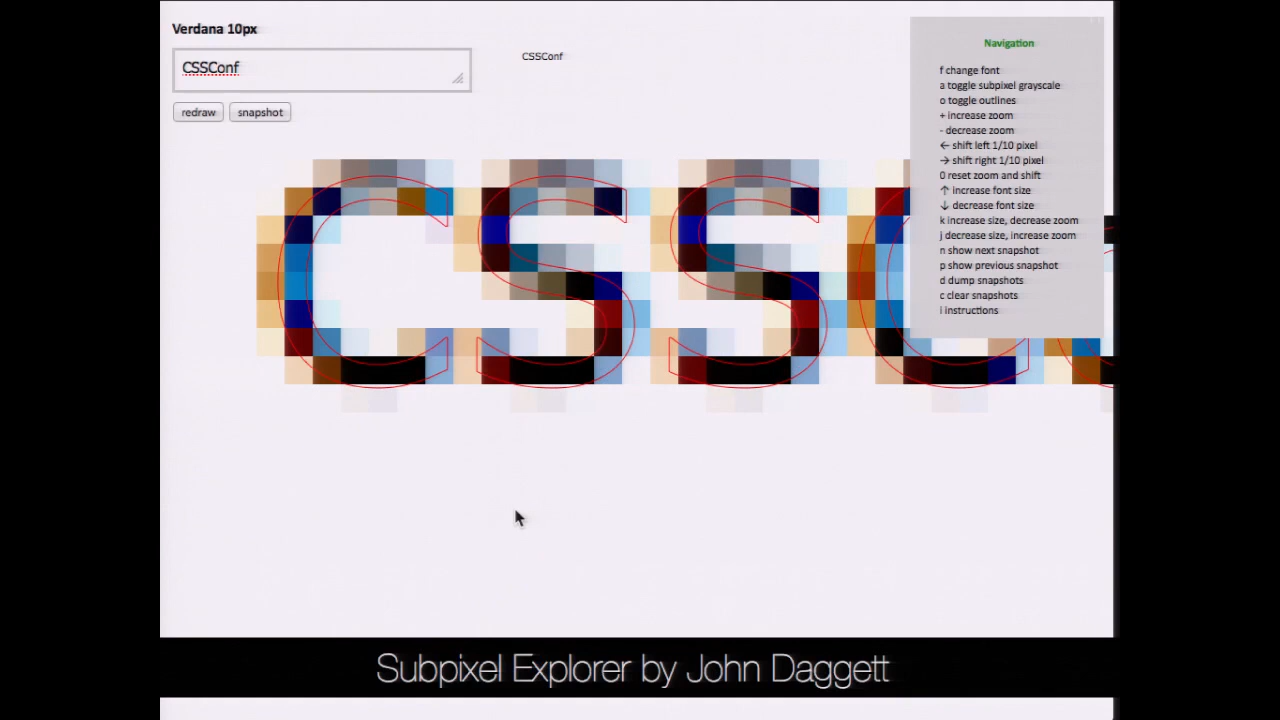 Verdana 10px
CSSConf
CSSConf
redraw
snapshot
Navigation
f change font
a toggle subpixel grayscale
o toggle outlines
+ increase zoom
- decrease zoom
← shift left 1/10 pixel
→ shift right 1/10 pixel
0 reset zoom and shift
↑ increase font size
↓ decrease font size
k increase size, decrease zoom
j decrease size, increase zoom
n show next snapshot
p show previous snapshot
d dump snapshots
c clear snapshots
i instructions
CSSC
Subpixel Explorer by John Daggett